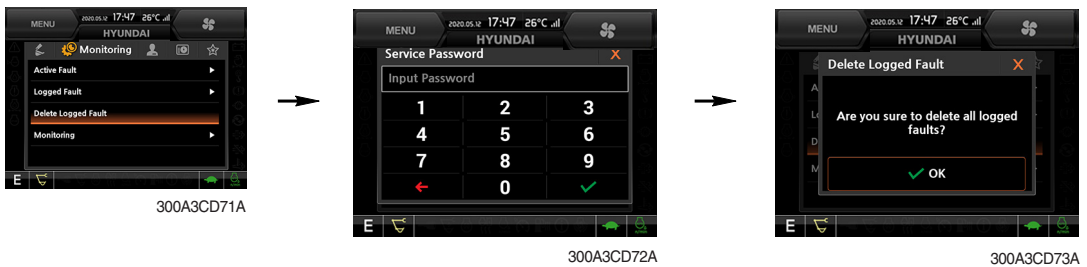 MENU
2020.05.12 17:47 26°C
HYUNDAI
Monitoring
Active Fault
Logged Fault
Delete Logged Fault
Monitoring
E
300A3CD71A
MENU
2020.05.12 17:47 26°C
HYUNDAI
Service Password X
Input Password
1 2 3
4 5 6
7 8 9
0
E
300A3CD72A
MENU
2020.05.12 17:47 26°C
HYUNDAI
Delete Logged Fault X
Are you sure to delete all logged
faults?
OK
E
300A3CD73A